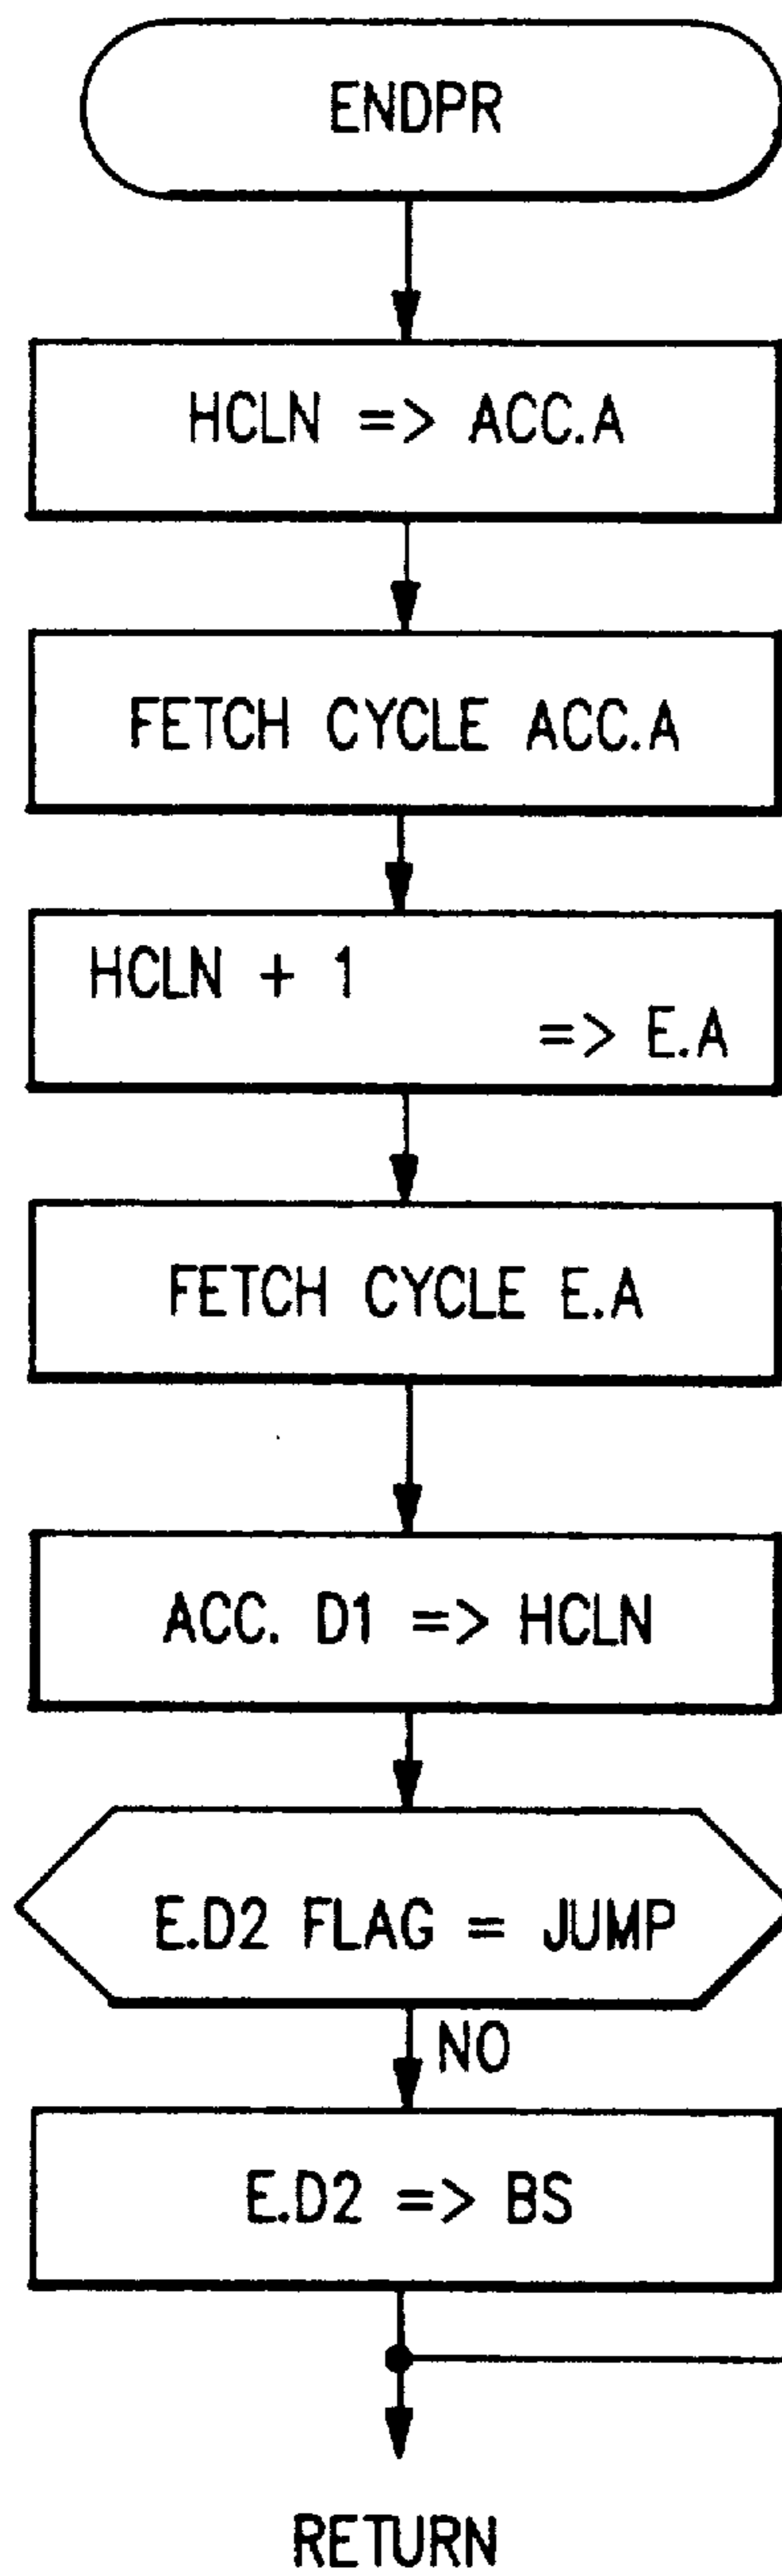 ENDPR
HCLN => ACC.A
FETCH CYCLE ACC.A
HCLN + 1
=> E.A
FETCH CYCLE E.A
ACC. D1 => HCLN
E.D2 FLAG = JUMP
NO
E.D2 => BS
RETURN